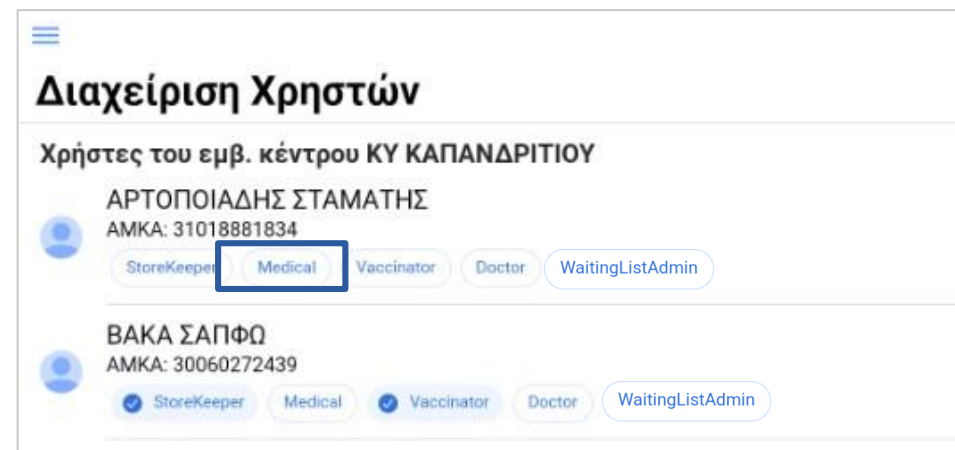 Διαχείριση Χρηστών
Χρήστες του εμβ. κέντρου ΚΥ ΚΑΠΑΝΔΡΙΤΙΟΥ
ΑΡΤΟΠΟΙΑΔΗΣ ΣΤΑΜΑΤΗΣ
ΑΜΚΑ: 31018881834
StoreKeeper Medical Vaccinator Doctor WaitingListAdmin
ΒΑΚΑ ΣΑΠΦΩ
ΑΜΚΑ: 30060272439
StoreKeeper Medical Vaccinator Doctor WaitingListAdmin